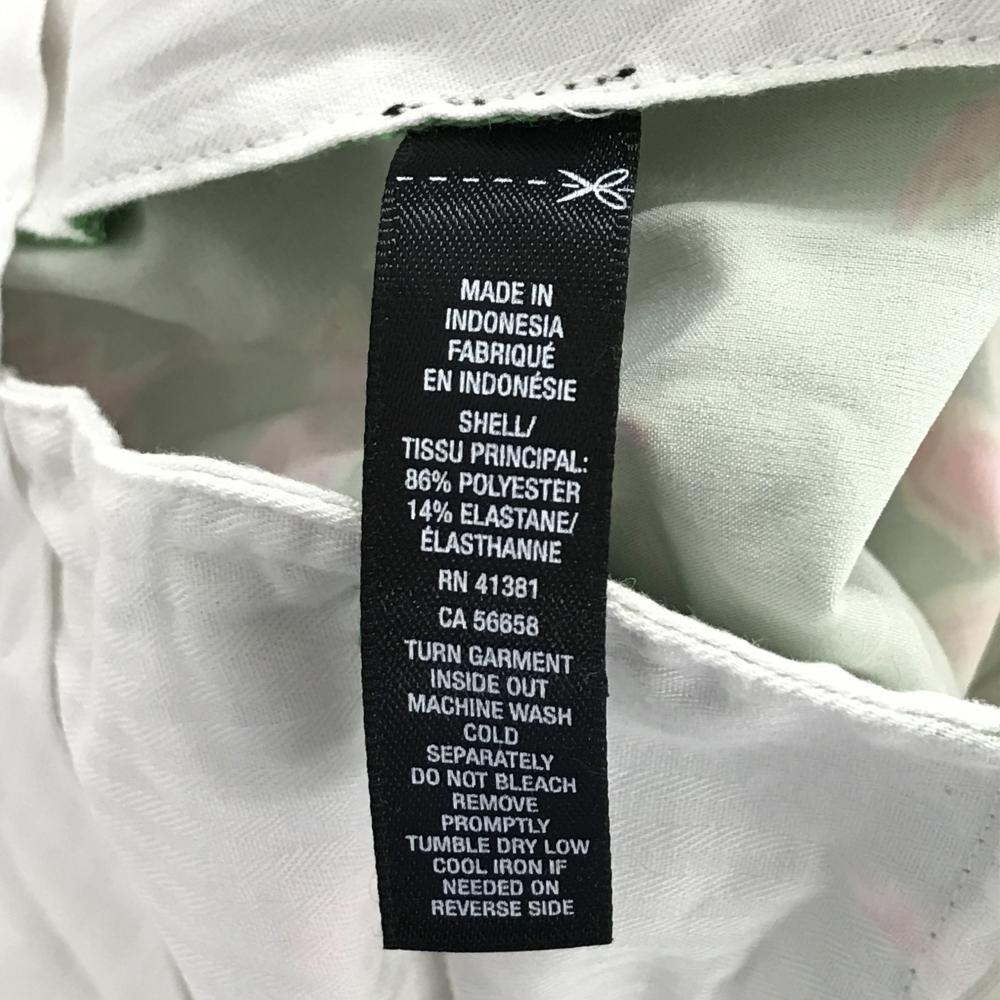 MADE IN
INDONESIA
FABRIQUÉ
EN INDONÉSIE
SHELL/
TISSU PRINCIPAL:
86% POLYESTER
14% ELASTANE/
ÉLASTHANNE
RN 41381
CA 56658
TURN GARMENT
INSIDE OUT
MACHINE WASH
COLD
SEPARATELY
DO NOT BLEACH
REMOVE
PROMPTLY
TUMBLE DRY LOW
COOL IRON IF
NEEDED ON
REVERSE SIDE